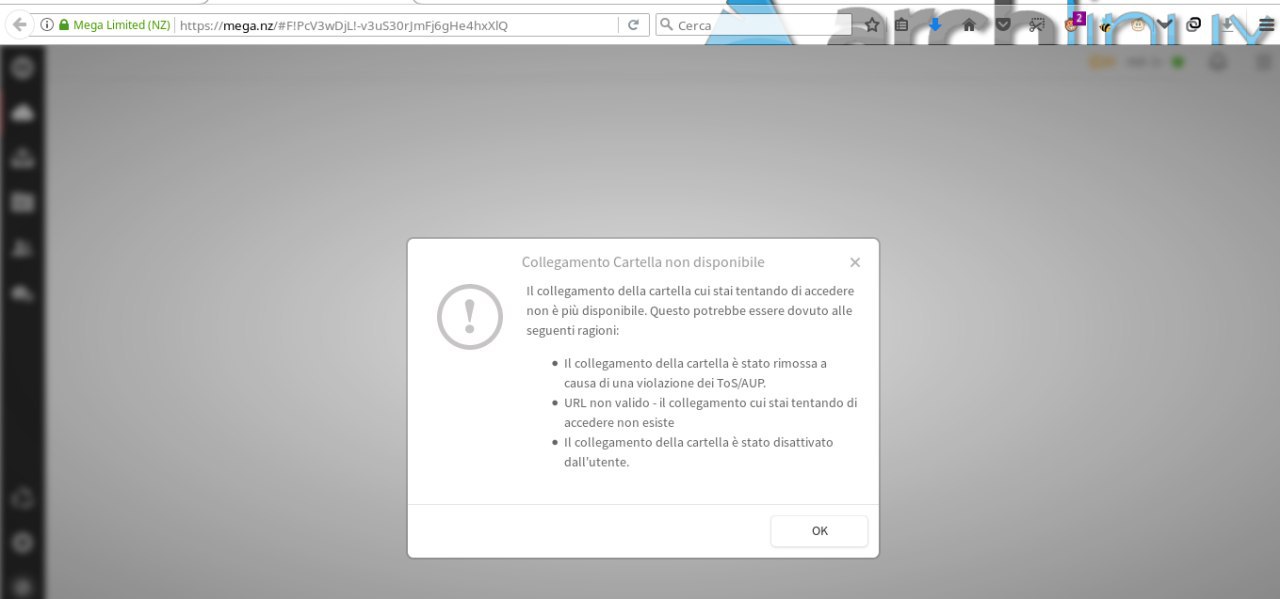 Mega Limited (NZ) https://mega.nz/#F!PcV3wDjL!-v3uS30rJmFj6gHe4hxXlQ Cerca 2
archlinux
Collegamento Cartella non disponibile
Il collegamento della cartella cui stai tentando di accedere
non è più disponibile. Questo potrebbe essere dovuto alle
seguenti ragioni:
• Il collegamento della cartella è stato rimossa a
causa di una violazione dei ToS/AUP.
• URL non valido - il collegamento cui stai tentando di
accedere non esiste
• Il collegamento della cartella è stato disattivato
dall'utente.
OK